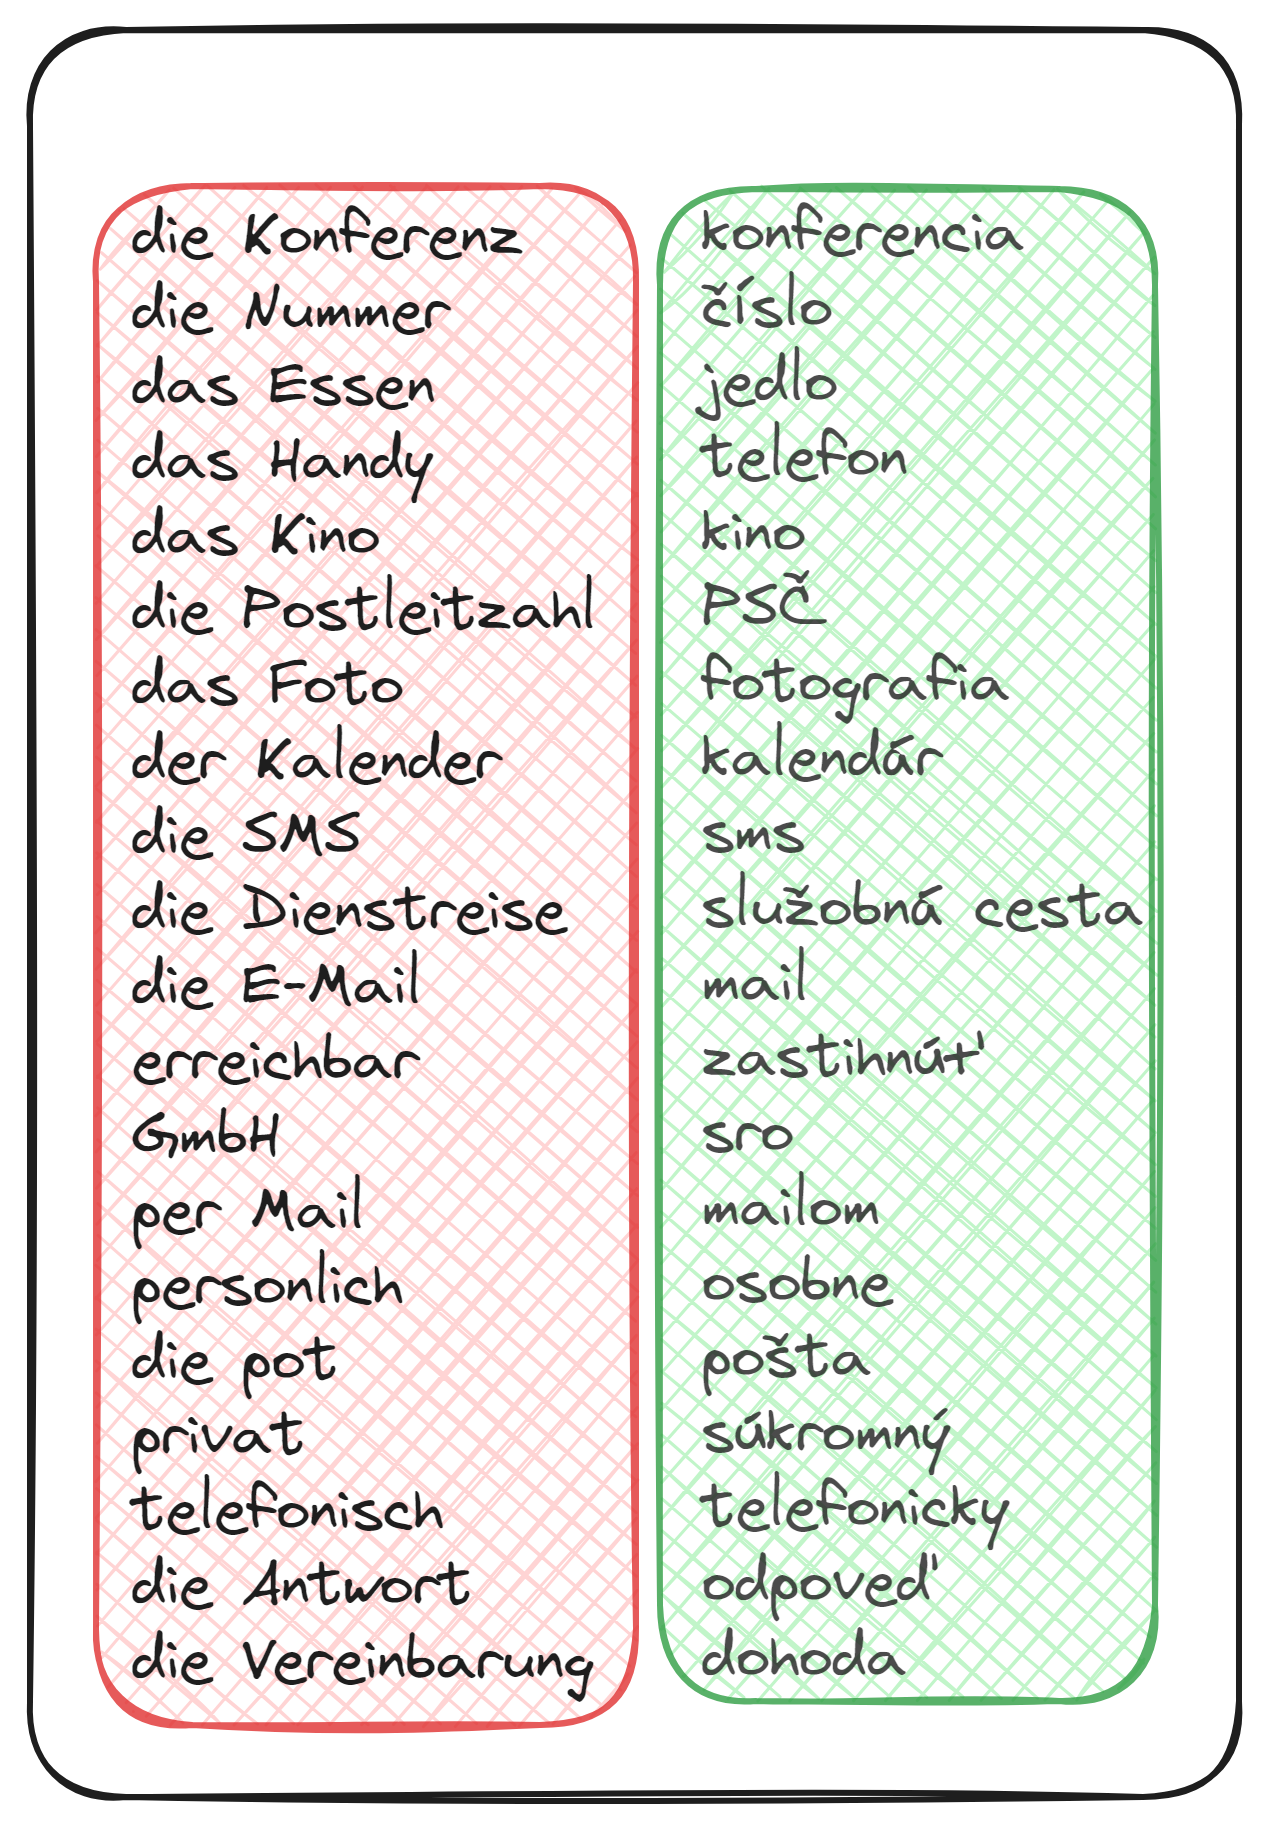 die Konferenz
die Nummer
das Essen
das Handy
das Kino
die Postleitzahl
das Foto
der Kalender
die SMS
die Dienstreise
die E-Mail
erreichbar
GmbH
per Mail
personlich
die pot
privat
telefonisch
die Antwort
die Vereinbarung
konferencia
číslo
jedlo
telefon
kino
PSČ
fotografia
kalendár
sms
služobná cesta
mail
zastihnúť
sro
mailom
osobne
pošta
súkromný
telefonicky
odpoveď
dohoda